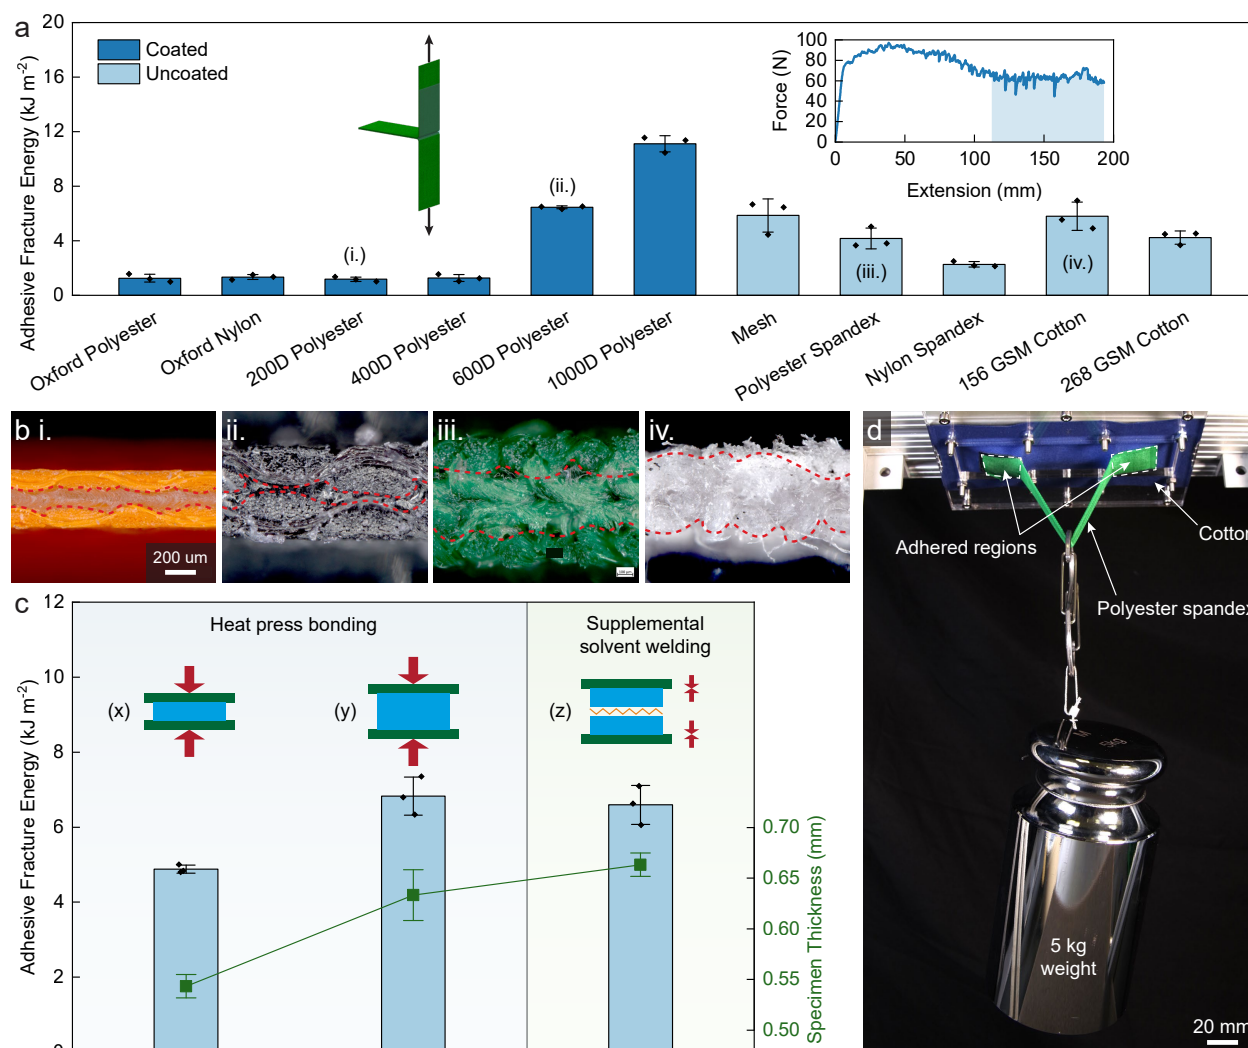 a
Adhesive Fracture Energy (kJ m-2)
20
16
12
8
4
0
Coated
Uncoated
(i.)
(ii.)
(iii.)
(iv.)
Force (N)
100
80
60
40
20
0
0 50 100 150 200
Extension (mm)
Oxford Polyester
Oxford Nylon
200D Polyester
400D Polyester
600D Polyester
1000D Polyester
Mesh
Polyester Spandex
Nylon Spandex
156 GSM Cotton
268 GSM Cotton
b i.
200 um
ii.
iii.
iv.
c
Adhesive Fracture Energy (kJ m-2)
12
10
8
6
4
2
0
Heat press bonding
Supplemental
solvent welding
(x)
(y)
(z)
0.70
0.65
0.60
0.55
0.50
Specimen Thickness (mm)
d
Adhered regions
Cotton
Polyester spandex
5kg
5 kg
weight
20 mm